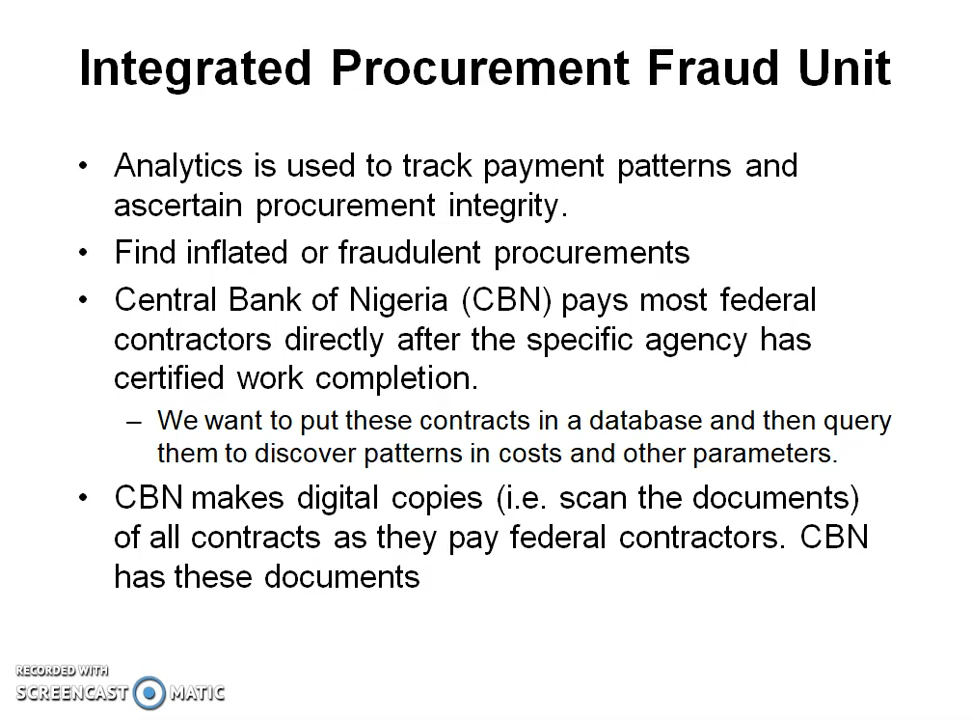 Integrated Procurement Fraud Unit
• Analytics is used to track payment patterns and
ascertain procurement integrity.
• Find inflated or fraudulent procurements
• Central Bank of Nigeria (CBN) pays most federal
contractors directly after the specific agency has
certified work completion.
– We want to put these contracts in a database and then query
them to discover patterns in costs and other parameters.
• CBN makes digital copies (i.e. scan the documents)
of all contracts as they pay federal contractors. CBN
has these documents
RECORDED WITH
SCREENCAST MATIC